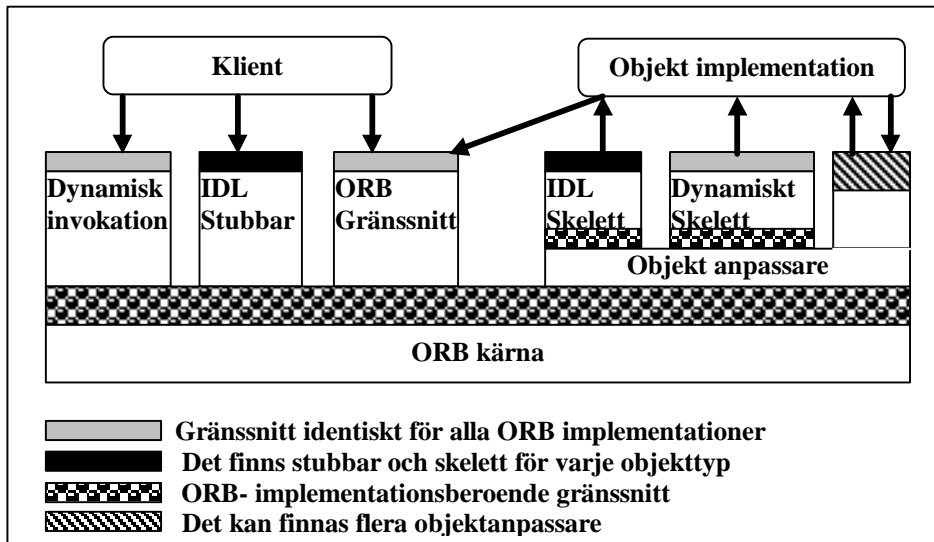 Klient
Objekt implementation
Dynamisk
invokation
IDL
Stubbar
ORB
Gränssnitt
IDL
Skelett
Dynamiskt
Skelett
Objekt anpassare
ORB kärna
Gränssnitt identiskt för alla ORB implementationer
Det finns stubbar och skelett för varje objekttyp
ORB- implementationsberoende gränssnitt
Det kan finnas flera objektanpassare